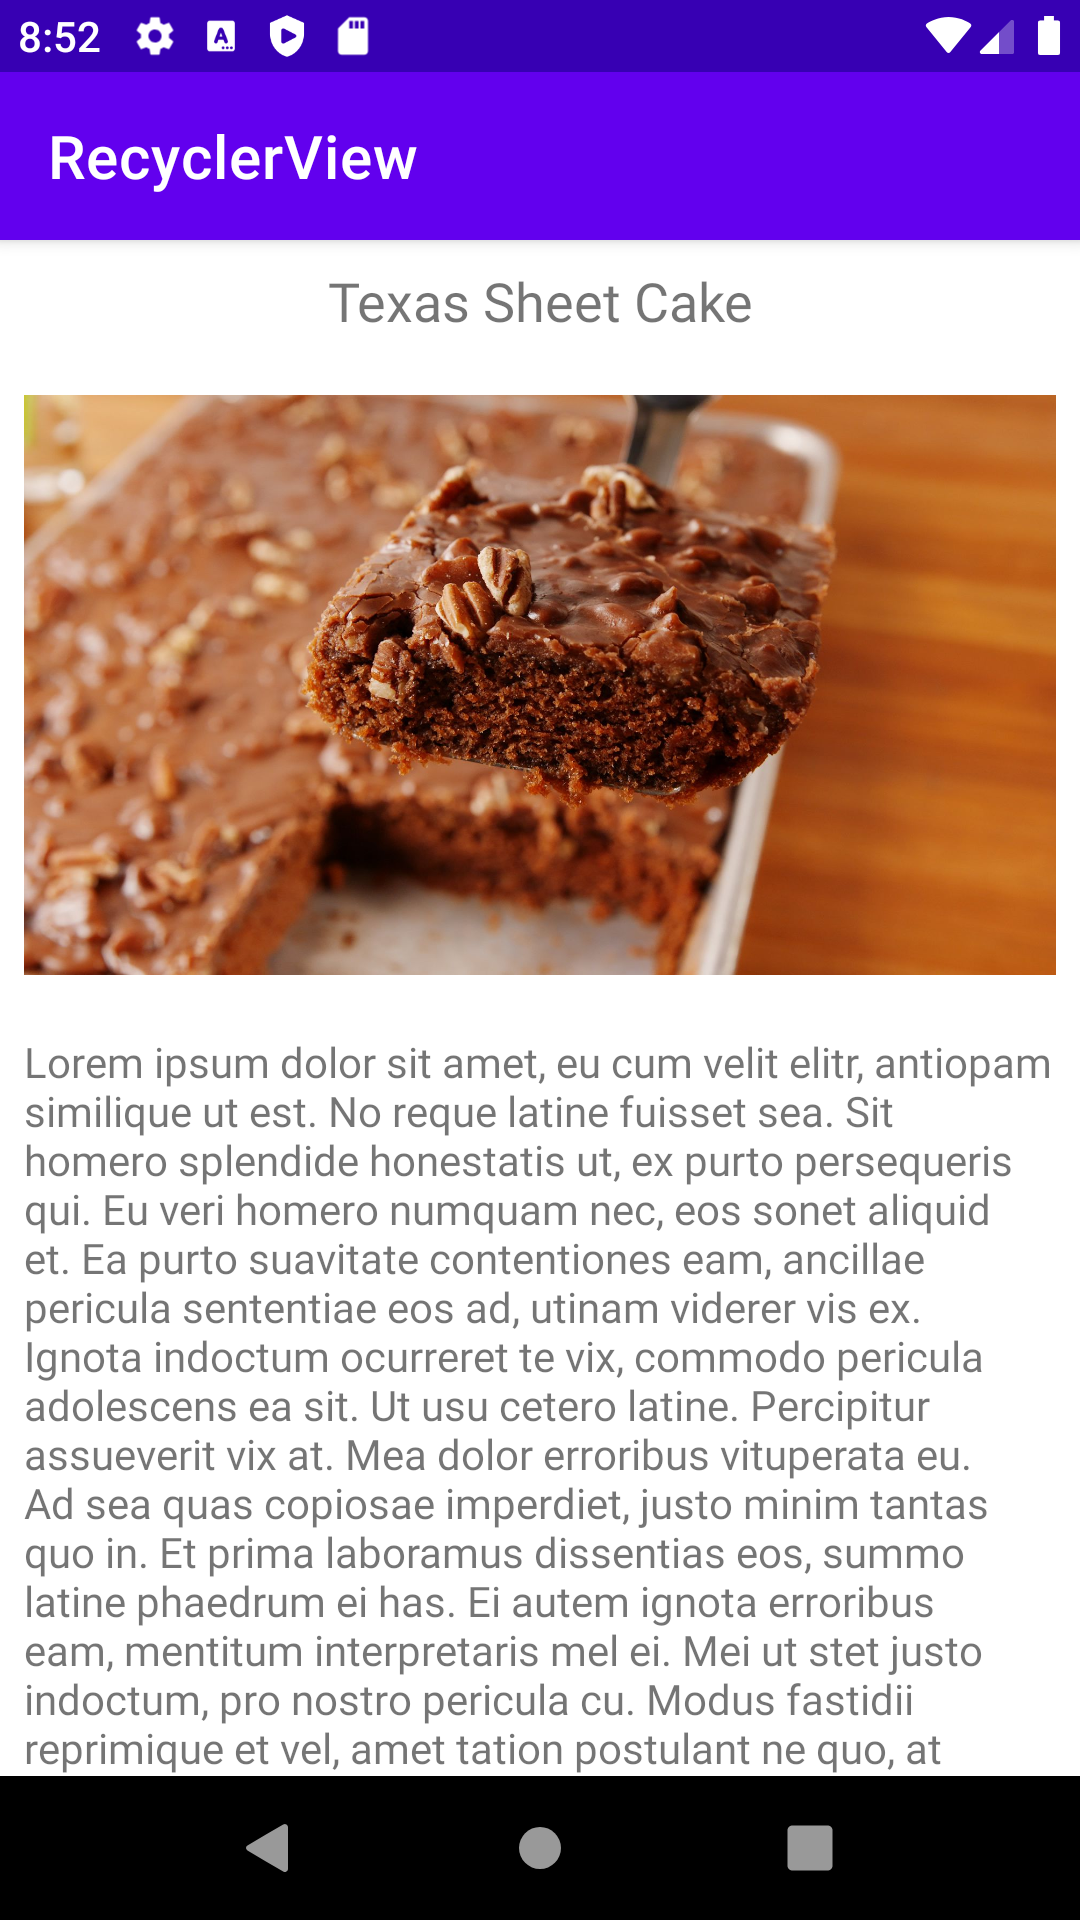 8:52
RecyclerView
Texas Sheet Cake
Lorem ipsum dolor sit amet, eu cum velit elitr, antiopam
similique ut est. No reque latine fuisset sea. Sit
homero splendide honestatis ut, ex purto persequeris
qui. Eu veri homero numquam nec, eos sonet aliquid
et. Ea purto suavitate contentiones eam, ancillae
pericula sententiae eos ad, utinam viderer vis ex.
Ignota indoctum ocurreret te vix, commodo pericula
adolescens ea sit. Ut usu cetero latine. Percipitur
assueverit vix at. Mea dolor erroribus vituperata eu.
Ad sea quas copiosae imperdiet, justo minim tantas
quo in. Et prima laboramus dissentias eos, summo
latine phaedrum ei has. Ei autem ignota erroribus
eam, mentitum interpretaris mel ei. Mei ut stet justo
indoctum, pro nostro pericula cu. Modus fastidii
reprimique et vel, amet tation postulant ne quo, at